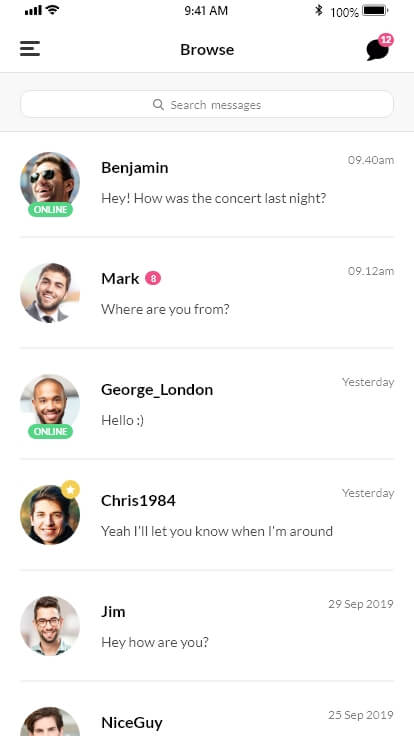 9:41 AM
100%
Browse
12
Search messages
Benjamin
09.40am
Hey! How was the concert last night?
ONLINE
Mark
8
09.12am
Where are you from?
George_London
Yesterday
Hello :)
ONLINE
Chris1984
Yesterday
Yeah I'll let you know when I'm around
Jim
29 Sep 2019
Hey how are you?
NiceGuy
25 Sep 2019